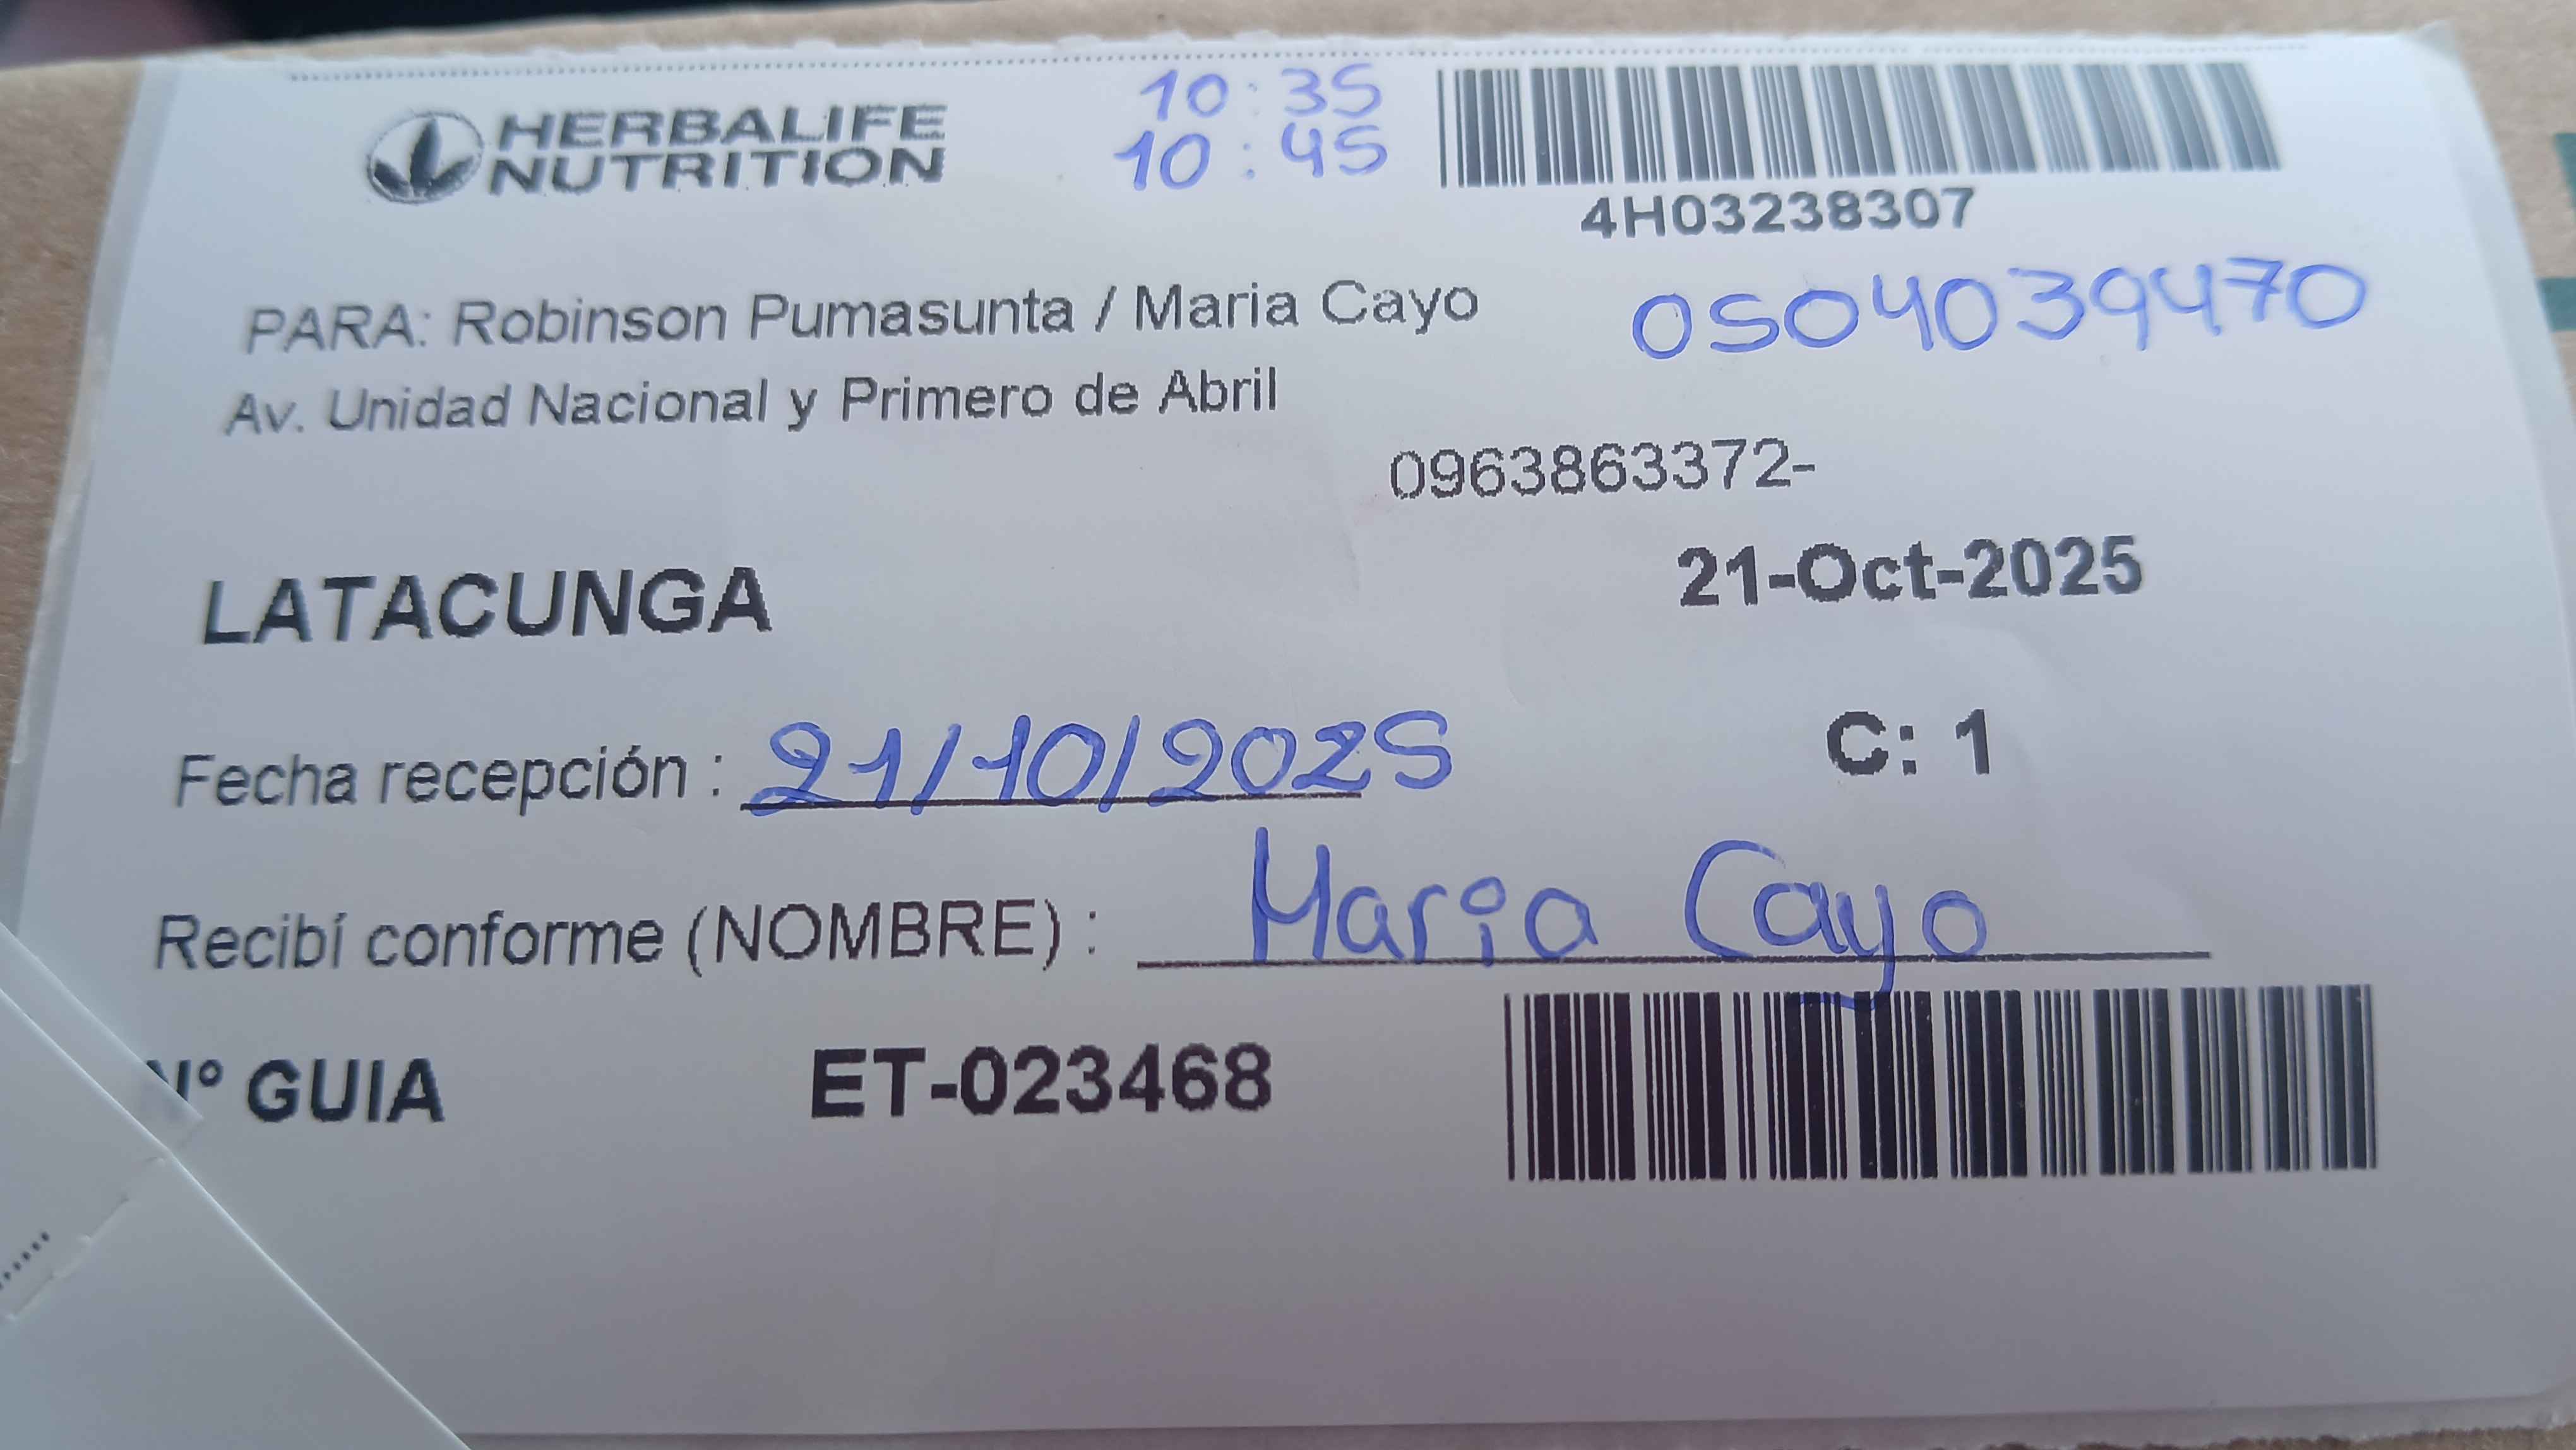 HERBALIFE
NUTRITION
10:35
10:45
4H03238307
PARA: Robinson Pumasunta / Maria Cayo
0504039470
Av. Unidad Nacional y Primero de Abril
0963863372-
LATACUNGA
21-Oct-2025
Fecha recepción : 21/10/2025
C: 1
Recibí conforme (NOMBRE) : Maria Cayo
N° GUIA ET-023468